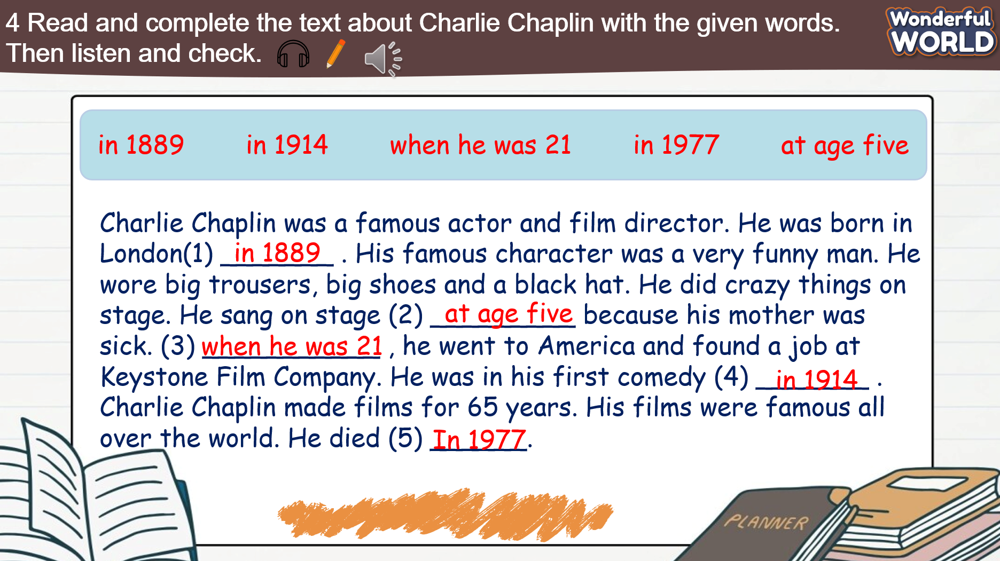 4 Read and complete the text about Charlie Chaplin with the given words.
Then listen and check.
Wonderful
WORLD
in 1889 in 1914 when he was 21 in 1977 at age five
Charlie Chaplin was a famous actor and film director. He was born in
London(1) in 1889 . His famous character was a very funny man. He
wore big trousers, big shoes and a black hat. He did crazy things on
stage. He sang on stage (2) at age five because his mother was
sick. (3) when he was 21 , he went to America and found a job at
Keystone Film Company. He was in his first comedy (4) in 1914 .
Charlie Chaplin made films for 65 years. His films were famous all
over the world. He died (5) In 1977.
PLANNER